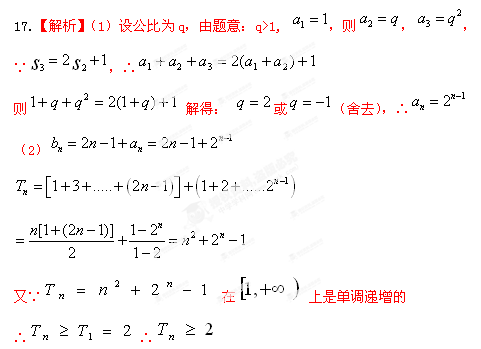 17.【解析】（1）设公比为q，由题意：q>1, a₁=1，则 a₂=q， a₃=q²，
∵ s₃=2s₂+1，∴ a₁+a₂+a₃=2(a₁+a₂)+1
则 1+q+q²=2(1+q)+1 解得： q=2或q=−1（舍去），∴ aₙ=2ⁿ⁻¹
（2） bₙ=2n−1+aₙ=2n−1+2ⁿ⁻¹
Tₙ=[1+3+.....+(2n−1)]+(1+2+......2ⁿ⁻¹)
=n[1+(2n−1)]/2+(1−2ⁿ)/(1−2)=n²+2ⁿ−1
又∵ Tₙ = n² + 2ⁿ − 1 在[1,+∞) 上是单调递增的
∴ Tₙ ≥ T₁ = 2 ∴ Tₙ ≥ 2